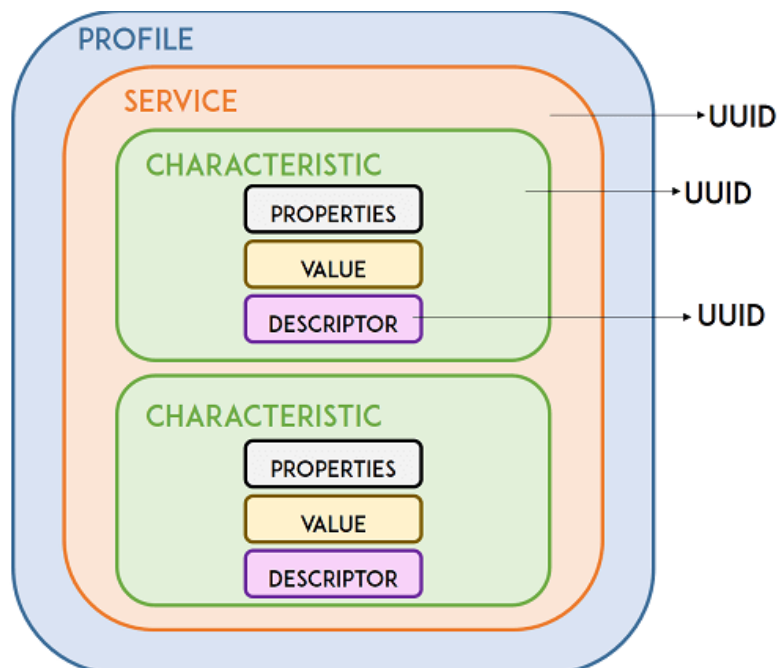 PROFILE
SERVICE
UUID
CHARACTERISTIC
UUID
PROPERTIES
VALUE
DESCRIPTOR
UUID
CHARACTERISTIC
PROPERTIES
VALUE
DESCRIPTOR